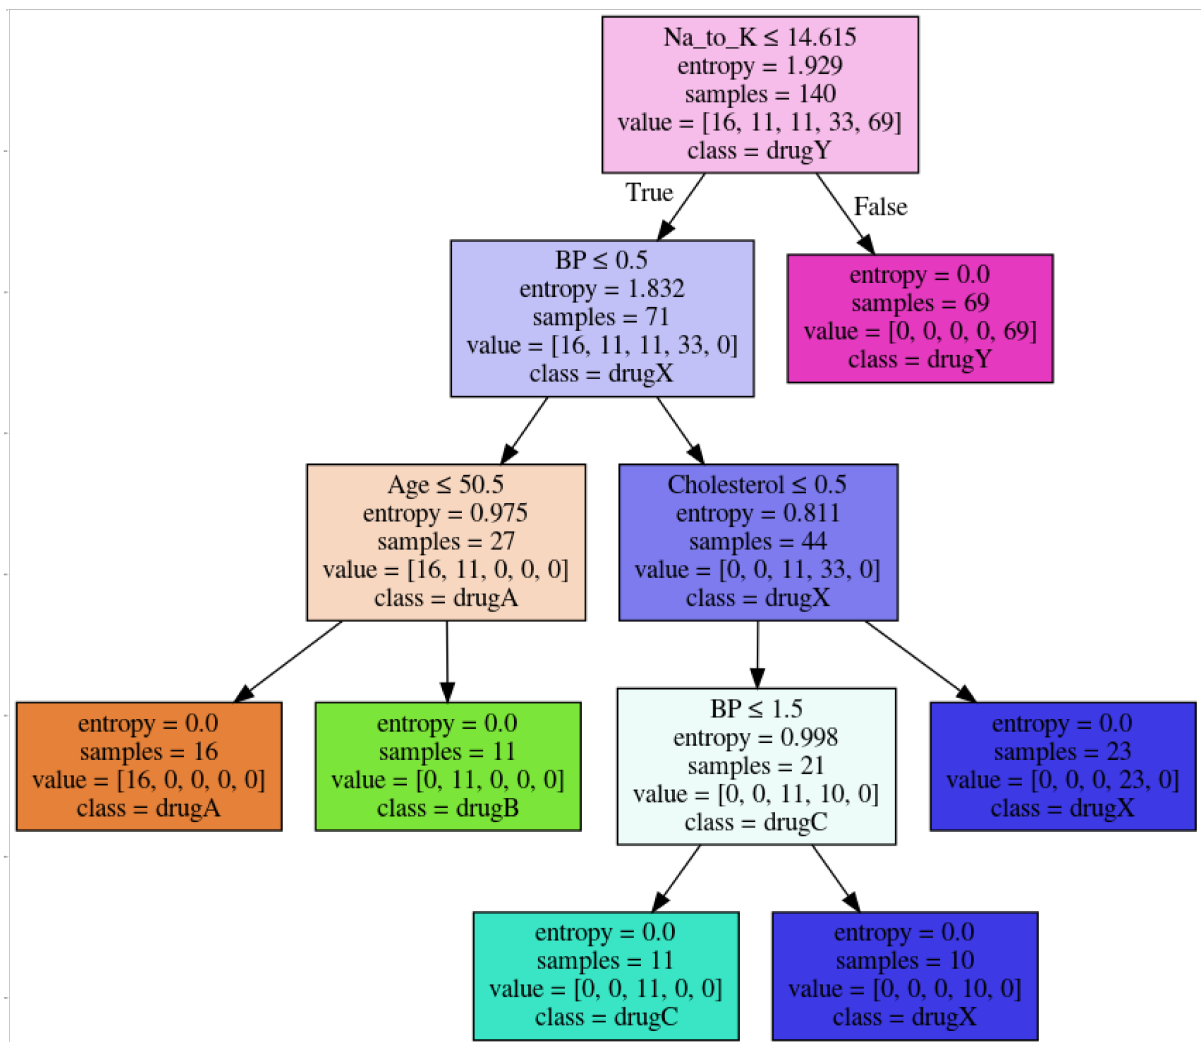 Na_to_K ≤ 14.615
entropy = 1.929
samples = 140
value = [16, 11, 11, 33, 69]
class = drugY
True
False
BP ≤ 0.5
entropy = 1.832
samples = 71
value = [16, 11, 11, 33, 0]
class = drugX
entropy = 0.0
samples = 69
value = [0, 0, 0, 0, 69]
class = drugY
Age ≤ 50.5
entropy = 0.975
samples = 27
value = [16, 11, 0, 0, 0]
class = drugA
Cholesterol ≤ 0.5
entropy = 0.811
samples = 44
value = [0, 0, 11, 33, 0]
class = drugX
entropy = 0.0
samples = 16
value = [16, 0, 0, 0, 0]
class = drugA
entropy = 0.0
samples = 11
value = [0, 11, 0, 0, 0]
class = drugB
BP ≤ 1.5
entropy = 0.998
samples = 21
value = [0, 0, 11, 10, 0]
class = drugC
entropy = 0.0
samples = 23
value = [0, 0, 0, 23, 0]
class = drugX
entropy = 0.0
samples = 11
value = [0, 0, 11, 0, 0]
class = drugC
entropy = 0.0
samples = 10
value = [0, 0, 0, 10, 0]
class = drugX